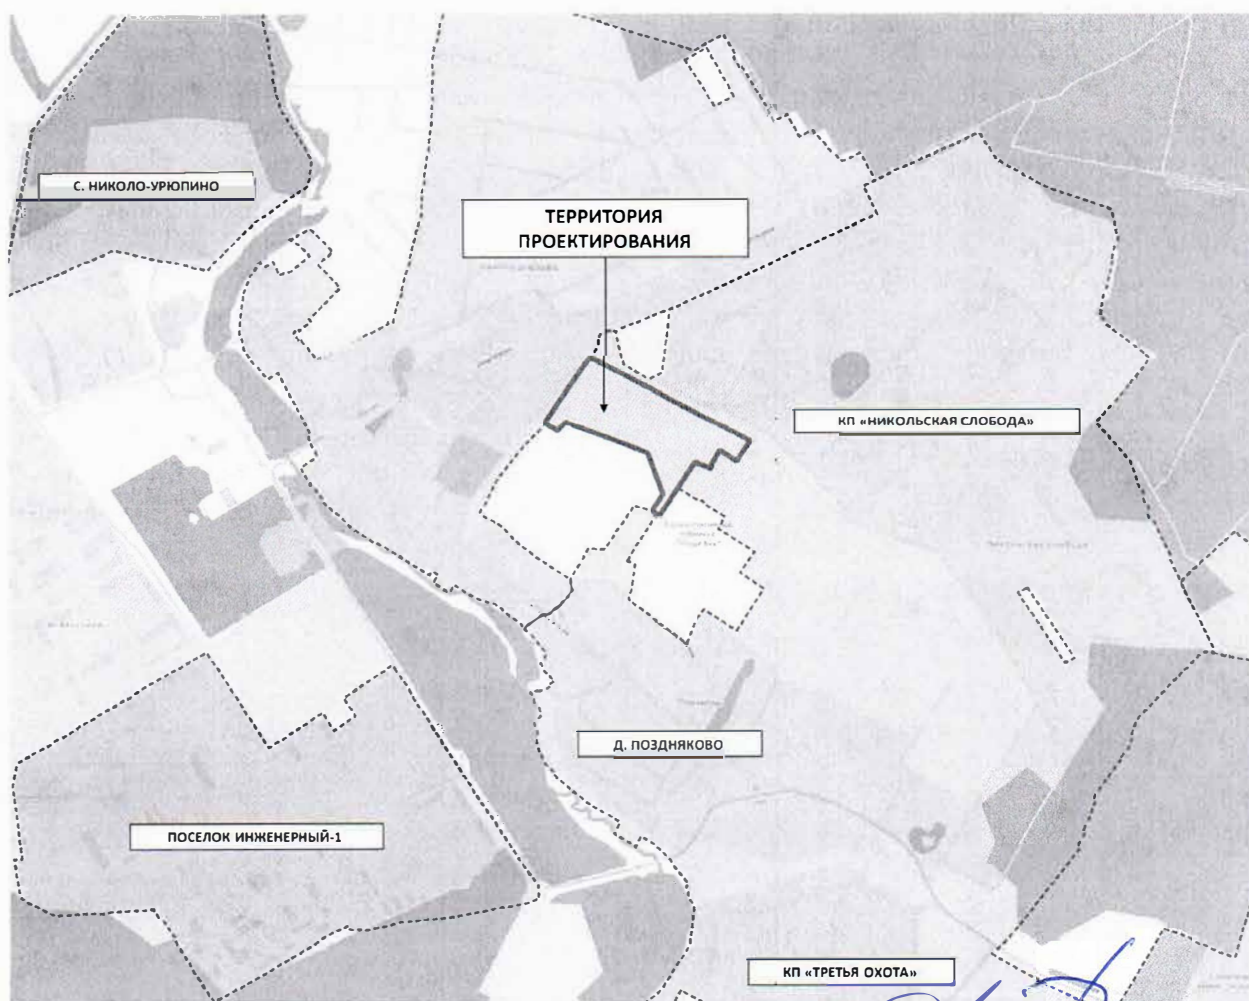 С. НИКОЛО-УРЮПИНО
ТЕРРИТОРИЯ
ПРОЕКТИРОВАНИЯ
КП «НИКОЛЬСКАЯ СЛОБОДА»
Д. ПОЗДНЯКОВО
ПОСЕЛОК ИНЖЕНЕРНЫЙ-1
КП «ТРЕТЬЯ ОХОТА»